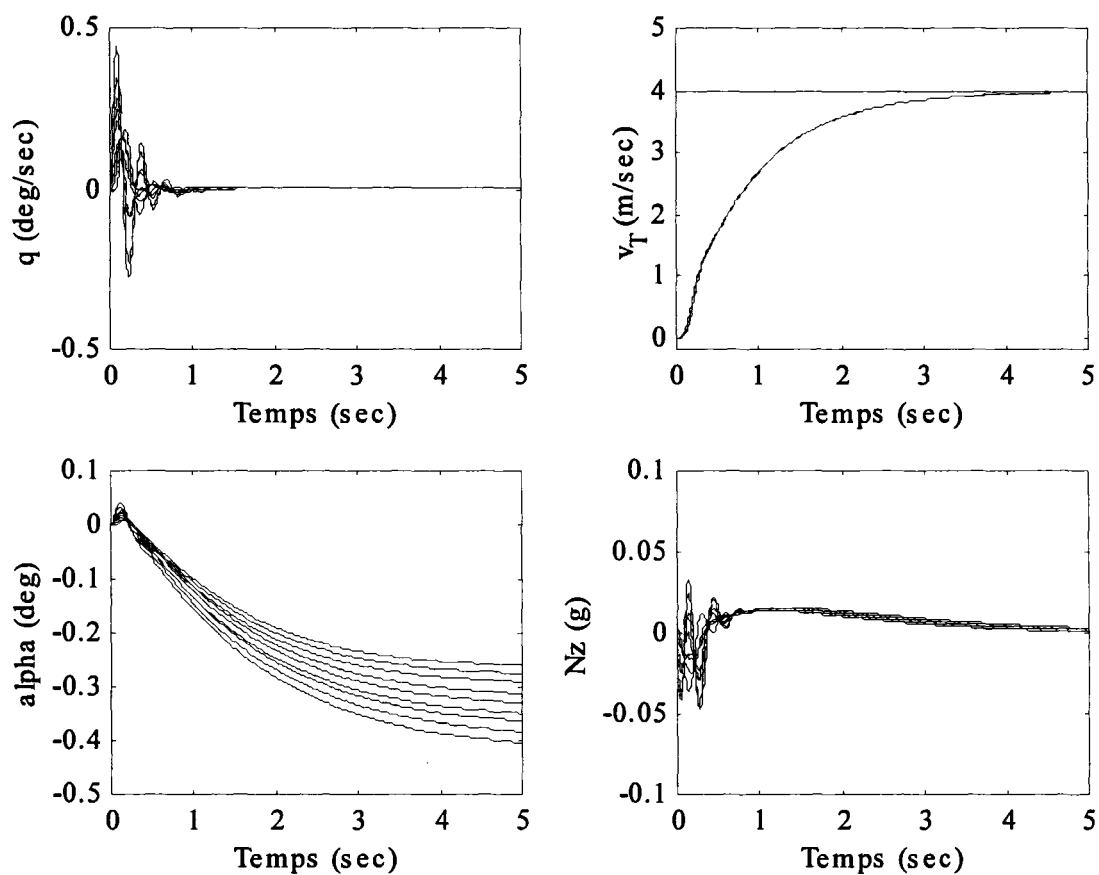 0.5
0
-0.5
q (deg/sec)
0 1 2 3 4 5
Temps (sec)
5
4
3
2
1
0
v_T (m/sec)
0 1 2 3 4 5
Temps (sec)
0.1
0
-0.1
-0.2
-0.3
-0.4
-0.5
alpha (deg)
0 1 2 3 4 5
Temps (sec)
0.1
0.05
0
-0.05
-0.1
Nz (g)
0 1 2 3 4 5
Temps (sec)